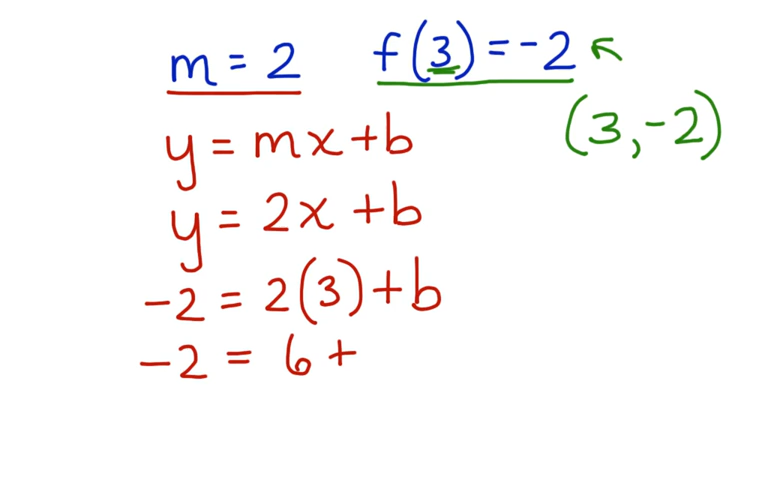 m = 2 f(3) = -2
(3, -2)
y = mx + b
y = 2x + b
-2 = 2(3) + b
-2 = 6 +